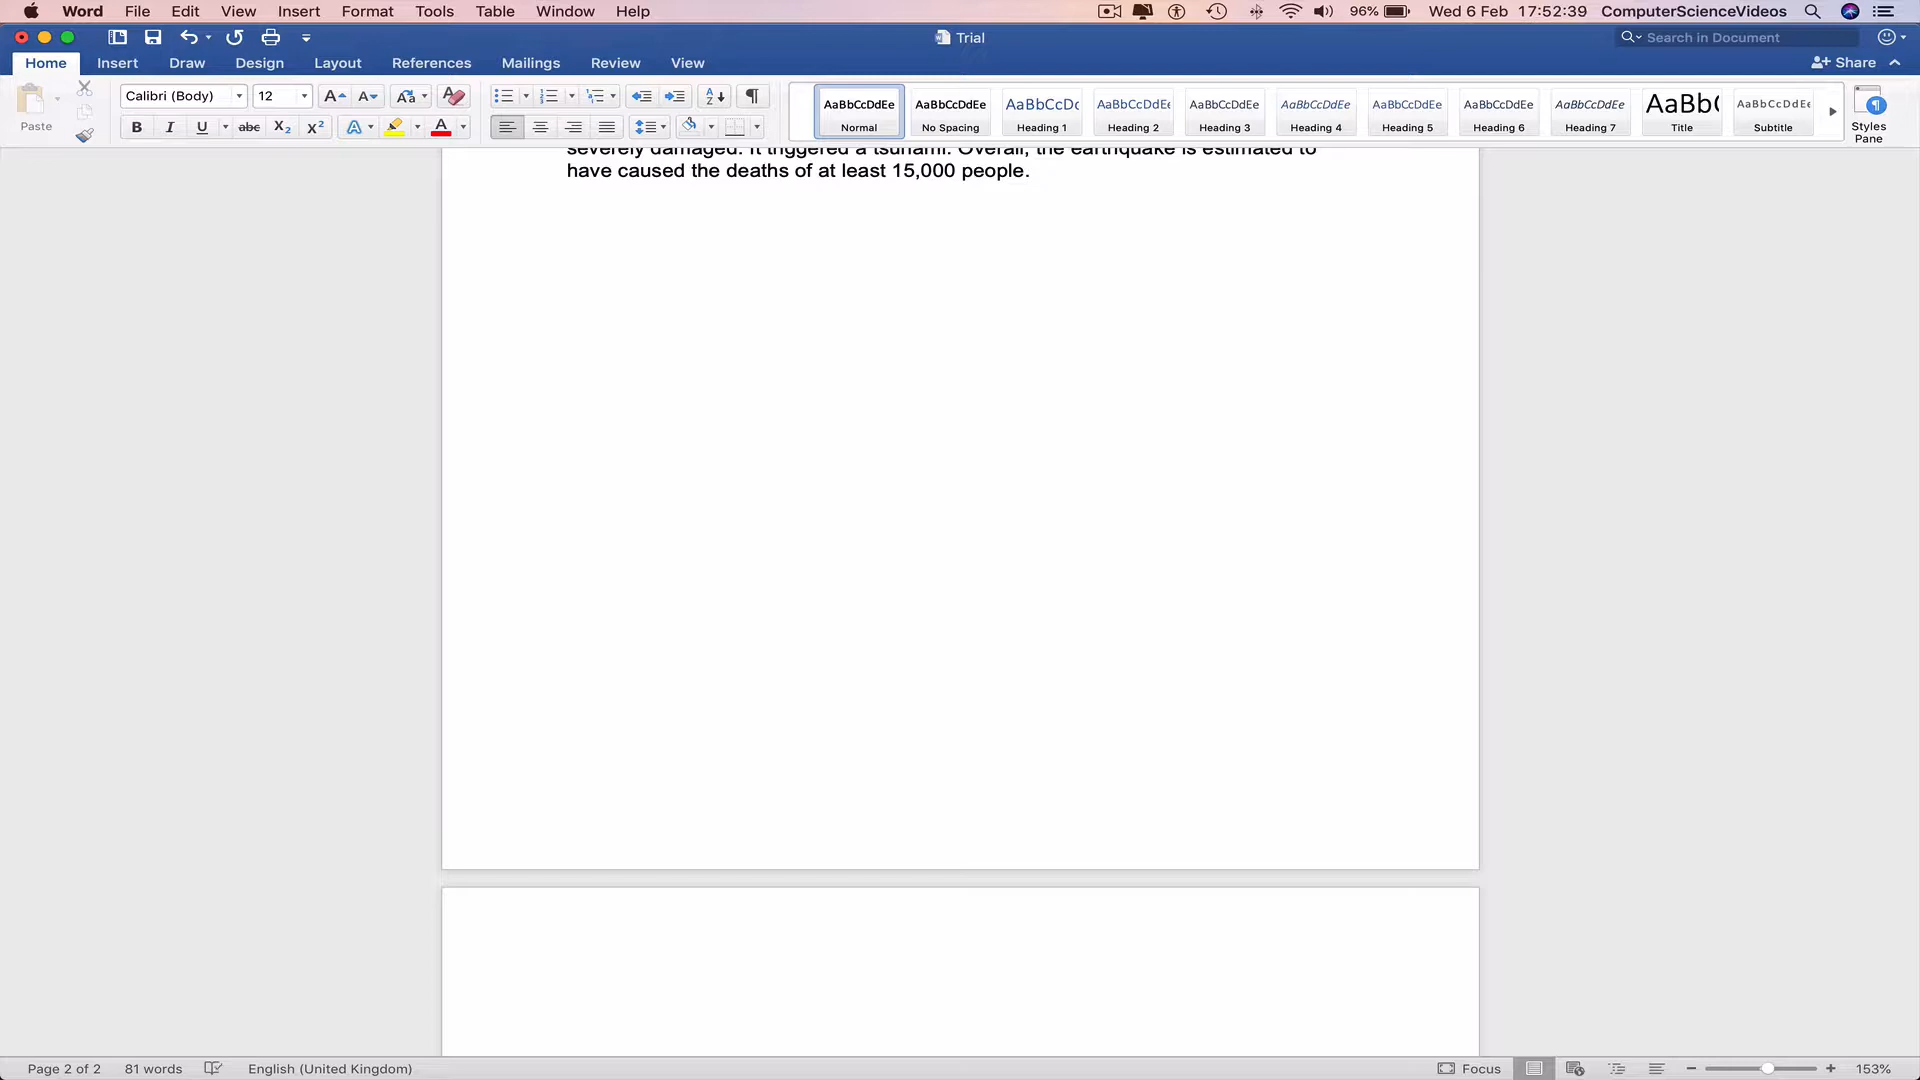 Word File Edit View Insert Format Tools Table Window Help 96% Wed 6 Feb 17:52:39 ComputerScienceVideos
Trial Search in Document
Home Insert Draw Design Layout References Mailings Review View Share
Paste Calibri (Body) 12 AaBbCcDdEe AaBbCcDdEe AaBbCcDc AaBbCcDdEe AaBbCcDdEe AaBbCcDdEe AaBbCcDdEe AaBbCcDdEe AaBbCcDdEe AaBb( AaBbCcDdEe
B I U abc X₂ X² A A Normal No Spacing Heading 1 Heading 2 Heading 3 Heading 4 Heading 5 Heading 6 Heading 7 Title Subtitle Styles Pane
severely damaged. It triggered a tsunami. Overall, the earthquake is estimated to
have caused the deaths of at least 15,000 people.
Page 2 of 2 81 words English (United Kingdom) Focus 153%